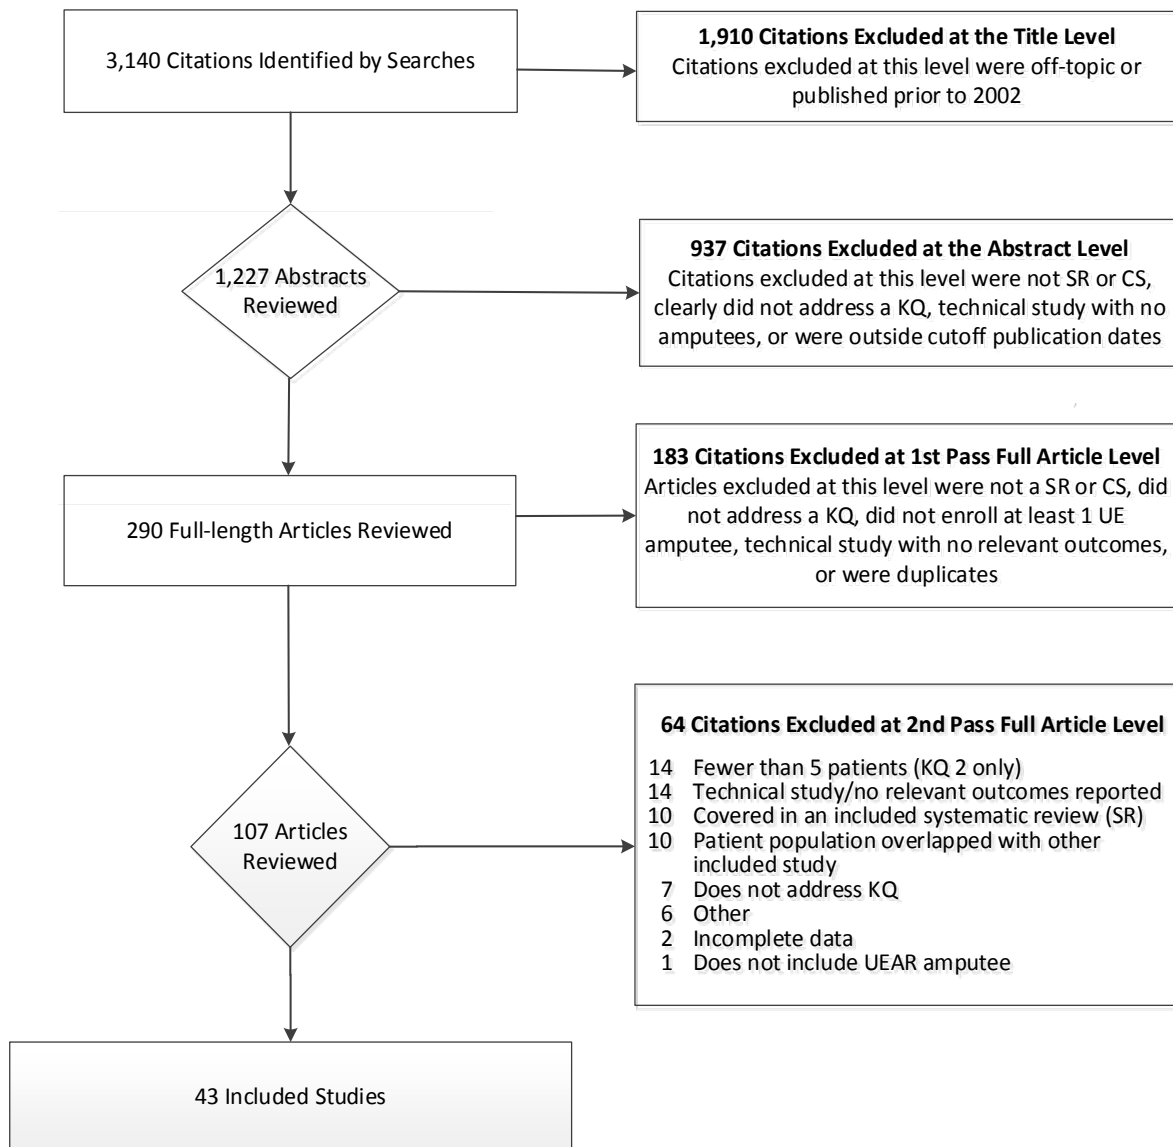 3,140 Citations Identified by Searches
1,910 Citations Excluded at the Title Level
Citations excluded at this level were off-topic or
published prior to 2002
1,227 Abstracts
Reviewed
937 Citations Excluded at the Abstract Level
Citations excluded at this level were not SR or CS,
clearly did not address a KQ, technical study with no
amputees, or were outside cutoff publication dates
290 Full-length Articles Reviewed
183 Citations Excluded at 1st Pass Full Article Level
Articles excluded at this level were not a SR or CS, did
not address a KQ, did not enroll at least 1 UE
amputee, technical study with no relevant outcomes,
or were duplicates
107 Articles
Reviewed
64 Citations Excluded at 2nd Pass Full Article Level
14 Fewer than 5 patients (KQ 2 only)
14 Technical study/no relevant outcomes reported
10 Covered in an included systematic review (SR)
10 Patient population overlapped with other
included study
7 Does not address KQ
6 Other
2 Incomplete data
1 Does not include UEAR amputee
43 Included Studies